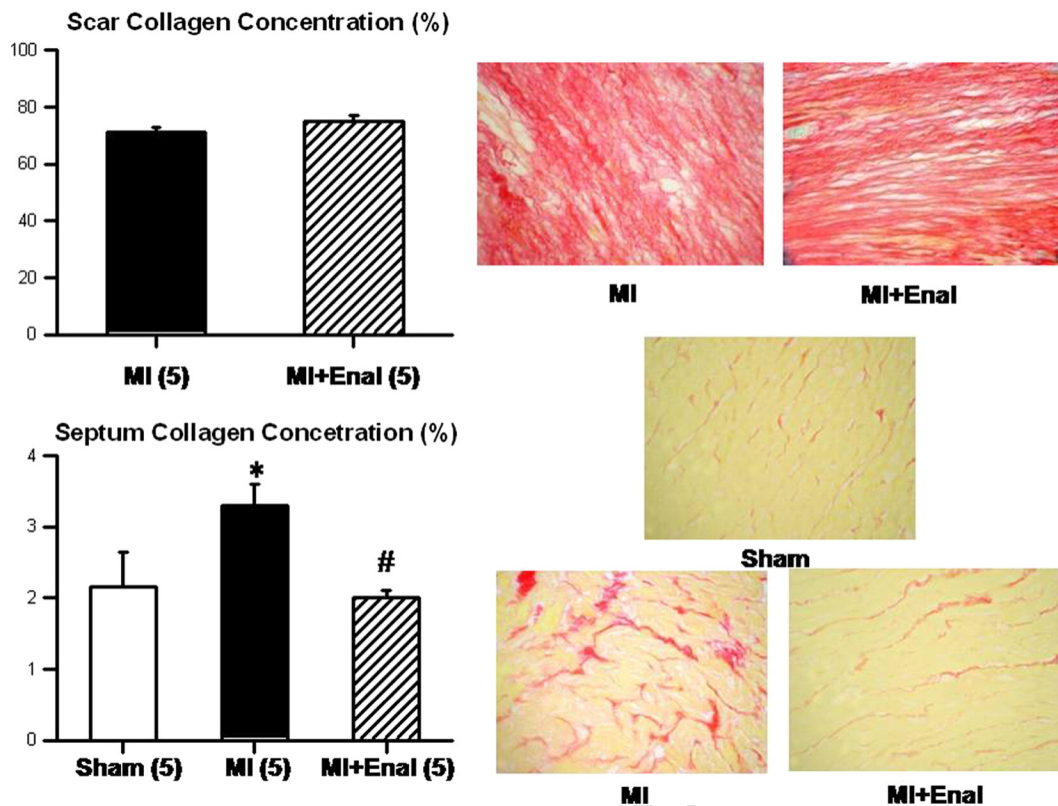 Scar Collagen Concentration (%)
100
80
60
40
20
0
MI (5)
MI+Enal (5)
MI
MI+Enal
Septum Collagen Concetration (%)
4
3
2
1
0
*
#
Sham (5)
MI (5)
MI+Enal (5)
Sham
MI
MI+Enal